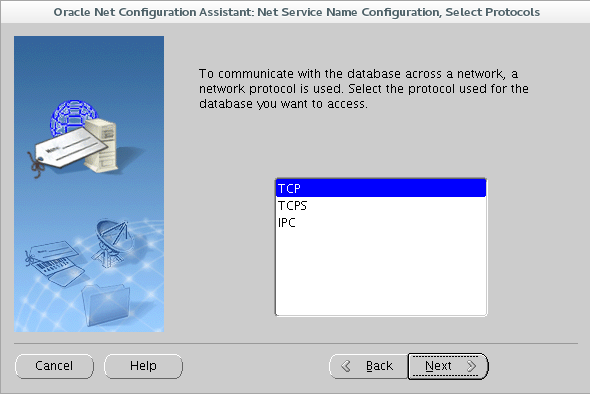 Oracle Net Configuration Assistant: Net Service Name Configuration, Select Protocols
To communicate with the database across a network, a
network protocol is used. Select the protocol used for the
database you want to access.
TCP
TCPS
IPC
Cancel
Help
Back
Next